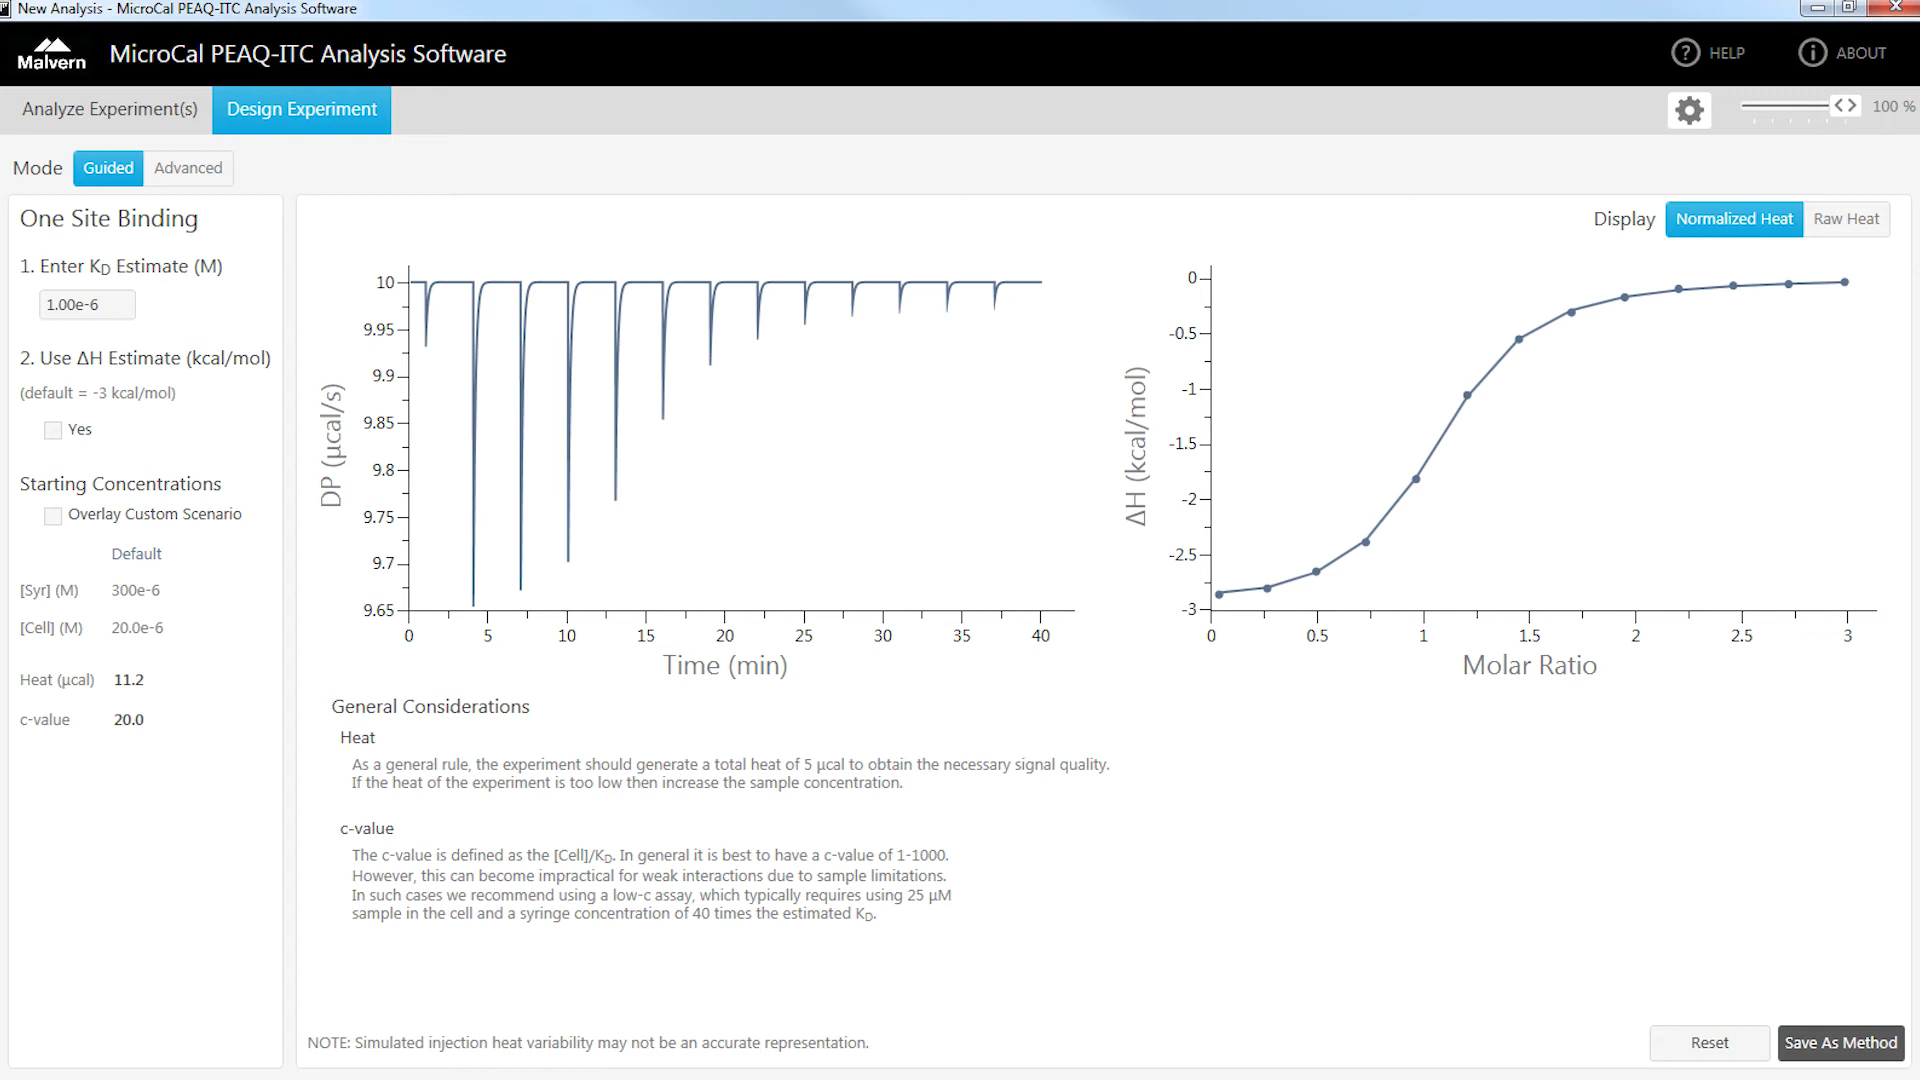 New Analysis - MicroCal PEAQ-ITC Analysis Software
Malvern
MicroCal PEAQ-ITC Analysis Software
? HELP
i ABOUT
Analyze Experiment(s)
Design Experiment
100 %
Mode
Guided
Advanced
One Site Binding
1. Enter KD Estimate (M)
1.00e-6
2. Use ΔH Estimate (kcal/mol)
(default = -3 kcal/mol)
Yes
Starting Concentrations
Overlay Custom Scenario
Default
[Syr] (M) 300e-6
[Cell] (M) 20.0e-6
Heat (µcal) 11.2
c-value 20.0
Display
Normalized Heat
Raw Heat
DP (µcal/s)
10
9.95
9.9
9.85
9.8
9.75
9.7
9.65
0 5 10 15 20 25 30 35 40
Time (min)
ΔH (kcal/mol)
0
-0.5
-1
-1.5
-2
-2.5
-3
0 0.5 1 1.5 2 2.5 3
Molar Ratio
General Considerations
Heat
As a general rule, the experiment should generate a total heat of 5 µcal to obtain the necessary signal quality.
If the heat of the experiment is too low then increase the sample concentration.
c-value
The c-value is defined as the [Cell]/KD. In general it is best to have a c-value of 1-1000.
However, this can become impractical for weak interactions due to sample limitations.
In such cases we recommend using a low-c assay, which typically requires using 25 µM
sample in the cell and a syringe concentration of 40 times the estimated KD.
NOTE: Simulated injection heat variability may not be an accurate representation.
Reset
Save As Method